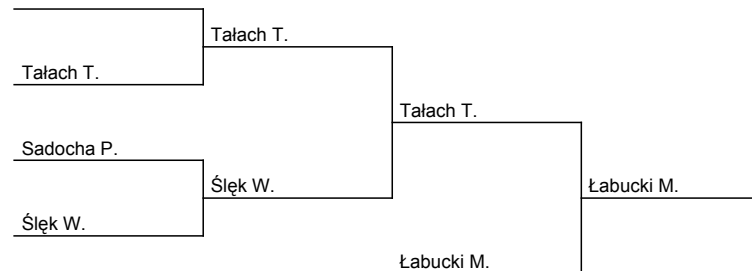 Tałach T.
Tałach T.
Tałach T.
Sadocha P.
Ślęk W.
Łabucki M.
Ślęk W.
Łabucki M.